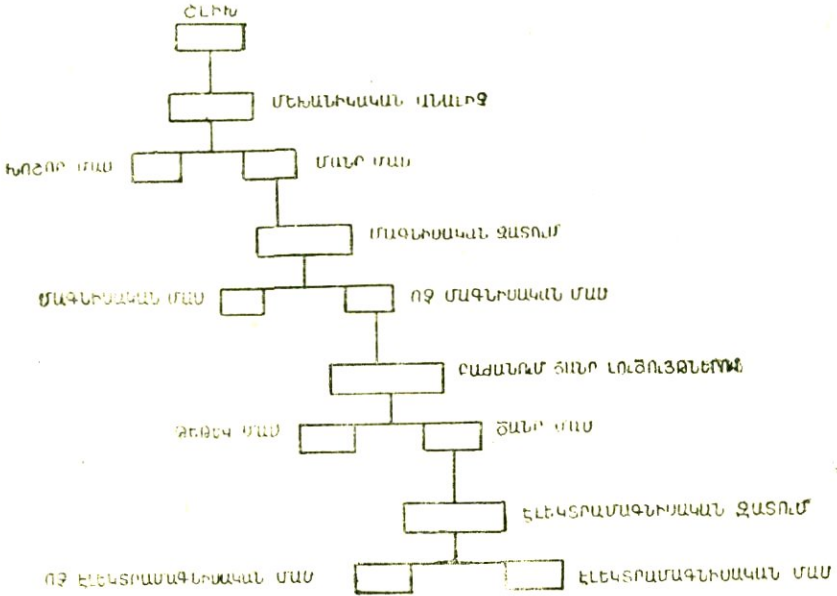 ՇԼԻԽ
ՄԵԽԱՆԻԿԱԿԱՆ ԱՆԱԼԻԶ
ԽՈՇՈՐ ՄԱՍ
ՄԱՆՐ ՄԱՍ
ՄԱԳՆԻՍԱԿԱՆ ԶԱՏՈՒՄ
ՄԱԳՆԻՍԱԿԱՆ ՄԱՍ
ՈՉ ՄԱԳՆԻՍԱԿԱՆ ՄԱՍ
ԲԱԺԱՆՈՒՄ ԾԱՆՐ ԼՈՒԾՈՒՅԹՆԵՐՈՒՄ
ԹԵԹԵՎ ՄԱՍ
ԾԱՆՐ ՄԱՍ
ԷԼԵԿՏՐԱՄԱԳՆԻՍԱԿԱՆ ԶԱՏՈՒՄ
ՈՉ ԷԼԵԿՏՐԱՄԱԳՆԻՍԱԿԱՆ ՄԱՍ
ԷԼԵԿՏՐԱՄԱԳՆԻՍԱԿԱՆ ՄԱՍ